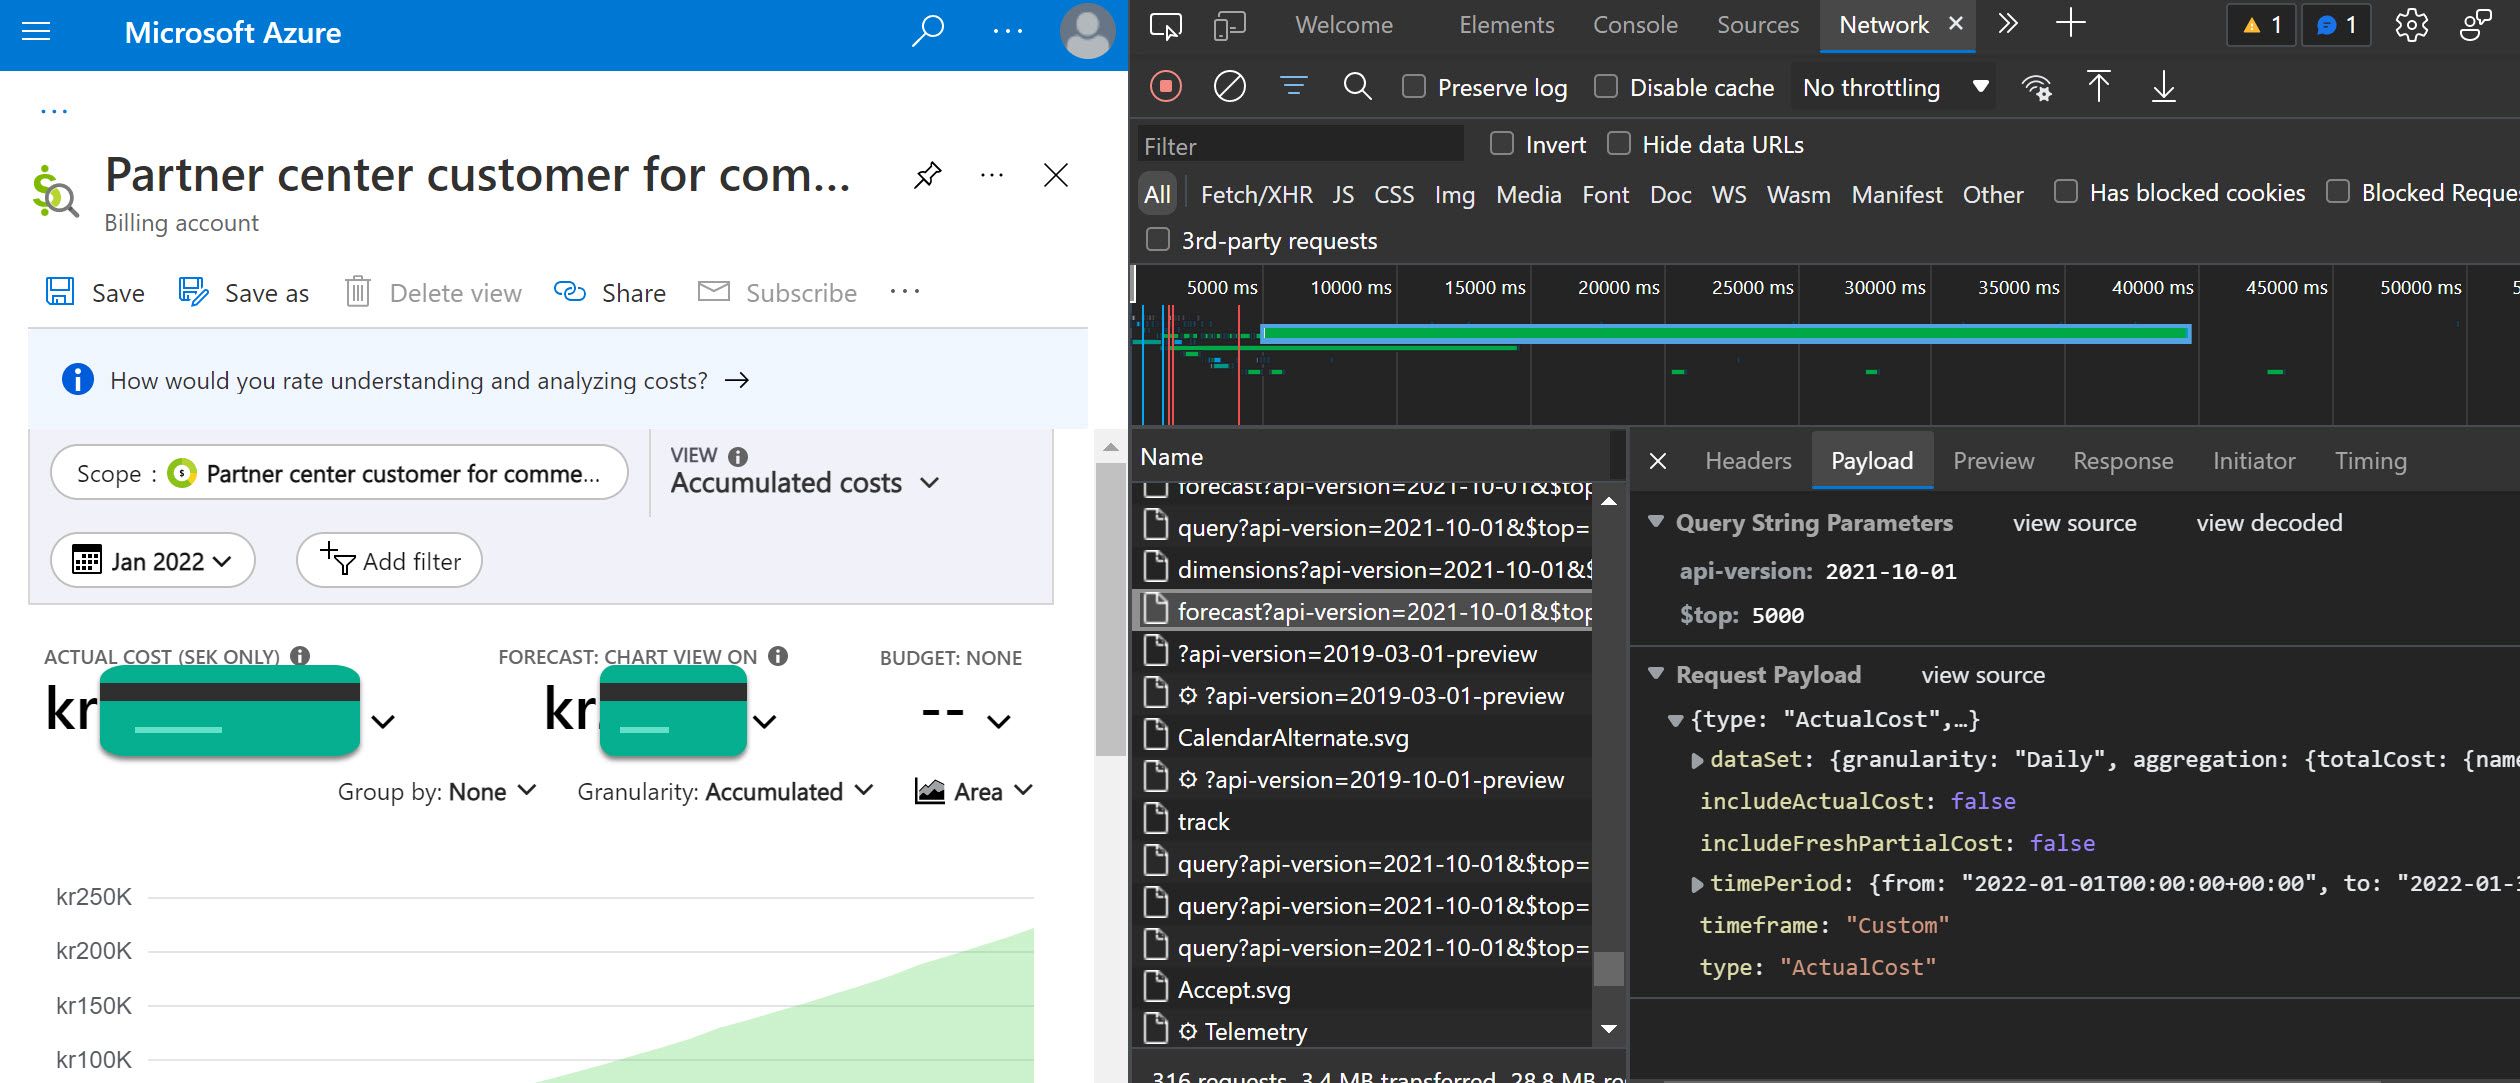 Microsoft Azure
Partner center customer for com...
Billing account
Save
Save as
Delete view
Share
Subscribe
How would you rate understanding and analyzing costs?
Scope : Partner center customer for comme...
VIEW
Accumulated costs
Jan 2022
Add filter
ACTUAL COST (SEK ONLY)
kr
FORECAST: CHART VIEW ON
kr
BUDGET: NONE
--
Group by: None
Granularity: Accumulated
Area
kr250K
kr200K
kr150K
kr100K
Welcome
Elements
Console
Sources
Network
1
1
Preserve log
Disable cache
No throttling
Filter
Invert
Hide data URLs
All
Fetch/XHR
JS
CSS
Img
Media
Font
Doc
WS
Wasm
Manifest
Other
Has blocked cookies
Blocked Reque
3rd-party requests
5000 ms
10000 ms
15000 ms
20000 ms
25000 ms
30000 ms
35000 ms
40000 ms
45000 ms
50000 ms
Name
forecast?api-version=2021-10-01&$top
query?api-version=2021-10-01&$top=
dimensions?api-version=2021-10-01&$
forecast?api-version=2021-10-01&$top
?api-version=2019-03-01-preview
?api-version=2019-03-01-preview
CalendarAlternate.svg
?api-version=2019-10-01-preview
track
query?api-version=2021-10-01&$top=
query?api-version=2021-10-01&$top=
query?api-version=2021-10-01&$top=
Accept.svg
Telemetry
316 requests 3.4 MB transferred 28.8 MB re
Headers
Payload
Preview
Response
Initiator
Timing
Query String Parameters
view source
view decoded
api-version: 2021-10-01
$top: 5000
Request Payload
view source
{type: "ActualCost",…}
dataSet: {granularity: "Daily", aggregation: {totalCost: {name
includeActualCost: false
includeFreshPartialCost: false
timePeriod: {from: "2022-01-01T00:00:00+00:00", to: "2022-01-3
timeframe: "Custom"
type: "ActualCost"